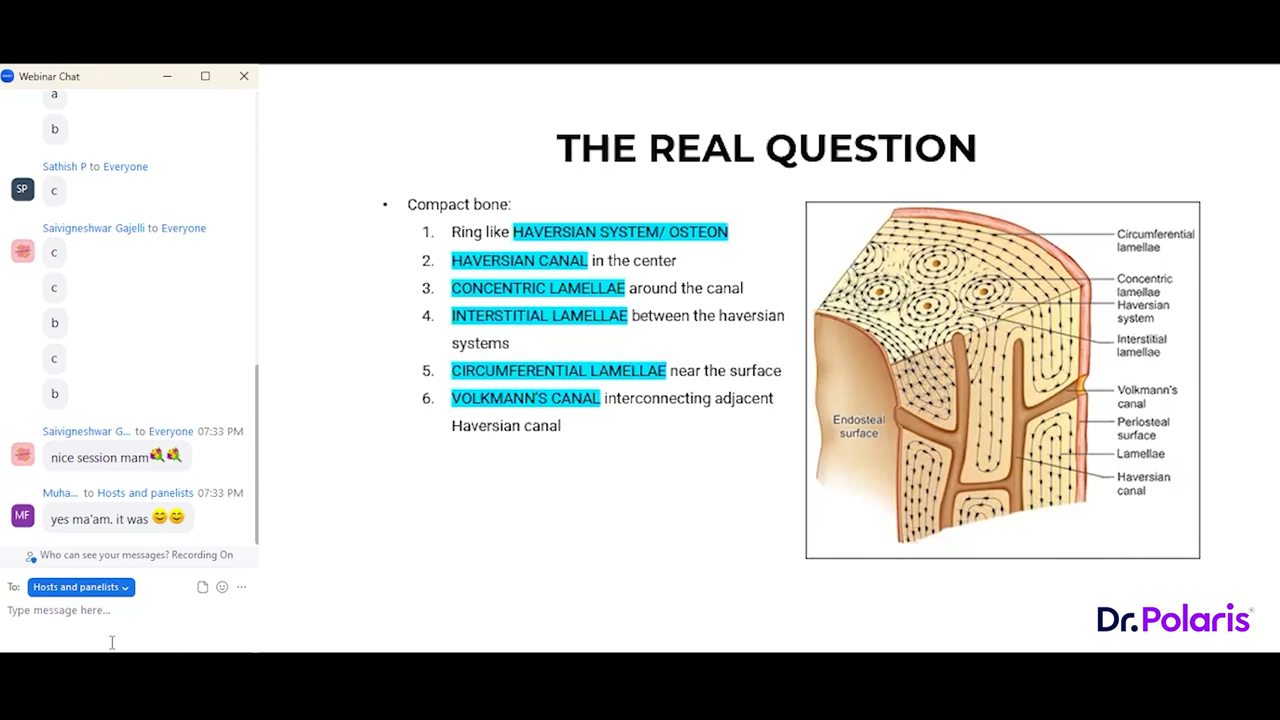 Webinar Chat
a
b
Sathish P to Everyone
SP
c
Saivigneshwar Gajelli to Everyone
c
c
b
c
b
Saivigneshwar G... to Everyone 07:33 PM
nice session mam💐💐
Muha... to Hosts and panelists 07:33 PM
MF
yes ma'am. it was 😊😊
Who can see your messages? Recording On
To: Hosts and panelists
Type message here...
THE REAL QUESTION
• Compact bone:
1. Ring like HAVERSIAN SYSTEM/ OSTEON
2. HAVERSIAN CANAL in the center
3. CONCENTRIC LAMELLAE around the canal
4. INTERSTITIAL LAMELLAE between the haversian
systems
5. CIRCUMFERENTIAL LAMELLAE near the surface
6. VOLKMANN'S CANAL interconnecting adjacent
Haversian canal
Circumferential
lamellae
Concentric
lamellae
Haversian
system
Interstitial
lamellae
Volkmann's
canal
Periosteal
surface
Lamellae
Haversian
canal
Endosteal
surface
Dr.Polaris